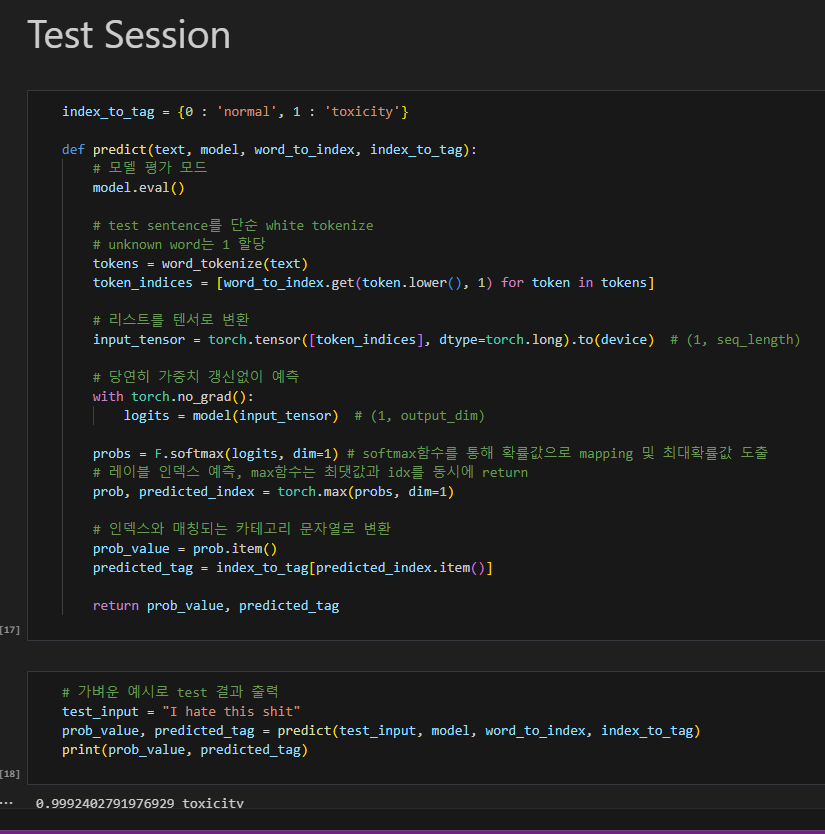 Test Session
index_to_tag = {0 : 'normal', 1 : 'toxicity'}
def predict(text, model, word_to_index, index_to_tag):
# 모델 평가 모드
model.eval()
# test sentence를 단순 white tokenize
# unknown word는 1 할당
tokens = word_tokenize(text)
token_indices = [word_to_index.get(token.lower(), 1) for token in tokens]
# 리스트를 텐서로 변환
input_tensor = torch.tensor([token_indices], dtype=torch.long).to(device)  # (1, seq_length)
# 당연히 가중치 갱신없이 예측
with torch.no_grad():
logits = model(input_tensor)  # (1, output_dim)
probs = F.softmax(logits, dim=1) # softmax함수를 통해 확률값으로 mapping 및 최대확률값 도출
# 레이블 인덱스 예측, max함수는 최댓값과 idx를 동시에 return
prob, predicted_index = torch.max(probs, dim=1)
# 인덱스와 매칭되는 카테고리 문자열로 변환
prob_value = prob.item()
predicted_tag = index_to_tag[predicted_index.item()]
return prob_value, predicted_tag
[17]
# 가벼운 예시로 test 결과 출력
test_input = "I hate this shit"
prob_value, predicted_tag = predict(test_input, model, word_to_index, index_to_tag)
print(prob_value, predicted_tag)
[18]
... 0.9992402791976929 toxicity